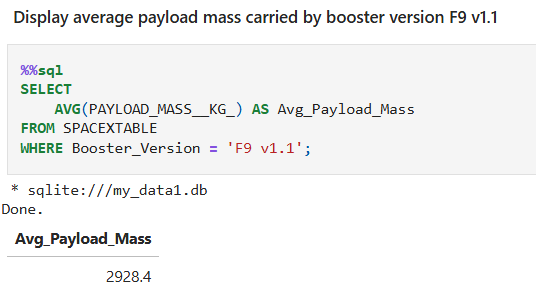 Display average payload mass carried by booster version F9 v1.1
%%sql
SELECT
    AVG(PAYLOAD_MASS__KG_) AS Avg_Payload_Mass
FROM SPACEXTABLE
WHERE Booster_Version = 'F9 v1.1';
* sqlite:///my_data1.db
Done.
Avg_Payload_Mass
2928.4